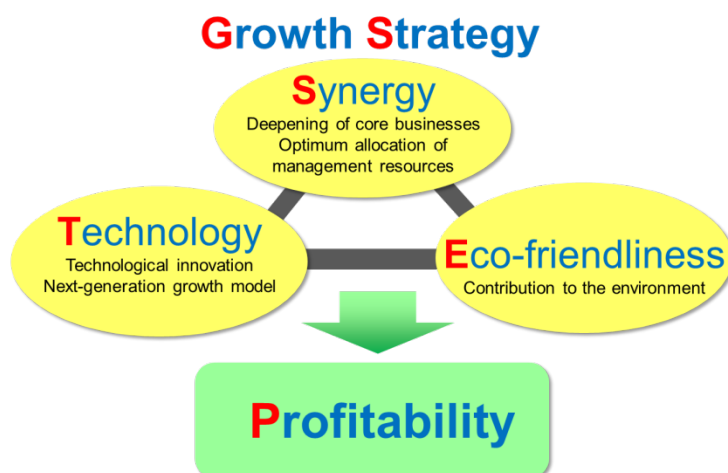 Growth Strategy
Synergy
Deepening of core businesses
Optimum allocation of
management resources
Technology
Technological innovation
Next-generation growth model
Eco-friendliness
Contribution to the environment
Profitability